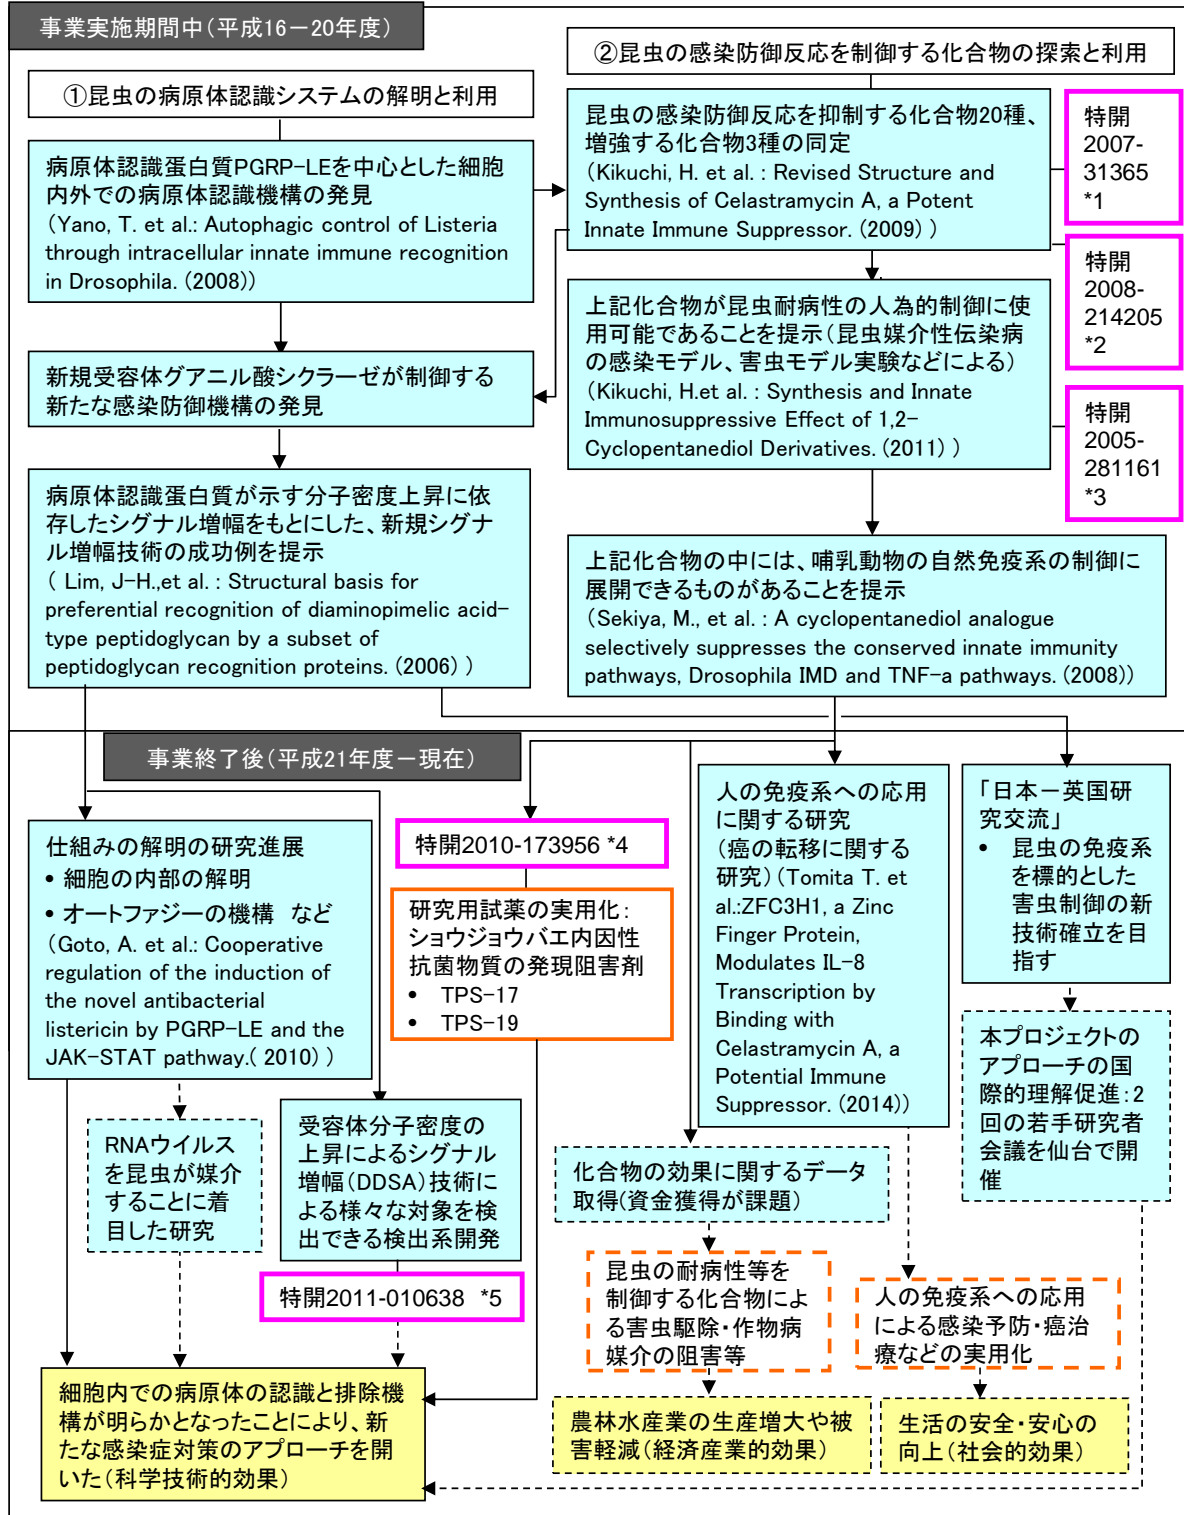 事業実施期間中(平成16－20年度)
①昆虫の病原体認識システムの解明と利用
病原体認識蛋白質PGRP-LEを中心とした細胞
内外での病原体認識機構の発見
(Yano, T. et al.: Autophagic control of Listeria
through intracellular innate immune recognition
in Drosophila. (2008))
新規受容体グアニル酸シクラーゼが制御する
新たな感染防御機構の発見
病原体認識蛋白質が示す分子密度上昇に依
存したシグナル増幅をもとにした、新規シグナ
ル増幅技術の成功例を提示
( Lim, J-H.,et al. : Structural basis for
preferential recognition of diaminopimelic acid-
type peptidoglycan by a subset of
peptidoglycan recognition proteins. (2006) )
②昆虫の感染防御反応を制御する化合物の探索と利用
昆虫の感染防御反応を抑制する化合物20種、
増強する化合物3種の同定
(Kikuchi, H. et al. : Revised Structure and
Synthesis of Celastramycin A, a Potent
Innate Immune Suppressor. (2009) )
上記化合物が昆虫耐病性の人為的制御に使
用可能であることを提示(昆虫媒介性伝染病
の感染モデル、害虫モデル実験などによる)
(Kikuchi, H.et al. : Synthesis and Innate
Immunosuppressive Effect of 1,2-
Cyclopentanediol Derivatives. (2011) )
上記化合物の中には、哺乳動物の自然免疫系の制御に
展開できるものがあることを提示
(Sekiya, M., et al. : A cyclopentanediol analogue
selectively suppresses the conserved innate immunity
pathways, Drosophila IMD and TNF-a pathways. (2008))
特開
2007-
31365
*1
特開
2008-
214205
*2
特開
2005-
281161
*3
事業終了後(平成21年度－現在)
仕組みの解明の研究進展
• 細胞の内部の解明
• オートファジーの機構 など
(Goto, A. et al.: Cooperative
regulation of the induction of
the novel antibacterial
listericin by PGRP-LE and the
JAK-STAT pathway.( 2010) )
RNAウイルス
を昆虫が媒介
することに着
目した研究
受容体分子密度の
上昇によるシグナル
増幅(DDSA)技術に
よる様々な対象を検
出できる検出系開発
特開2011-010638 *5
特開2010-173956 *4
研究用試薬の実用化：
ショウジョウバエ内因性
抗菌物質の発現阻害剤
• TPS-17
• TPS-19
人の免疫系への応用
に関する研究
(癌の転移に関する
研究)(Tomita T. et
al.:ZFC3H1, a Zinc
Finger Protein,
Modulates IL-8
Transcription by
Binding with
Celastramycin A, a
Potential Immune
Suppressor. (2014))
「日本－英国研
究交流」
• 昆虫の免疫系
を標的とした
害虫制御の新
技術確立を目
指す
本プロジェクトの
アプローチの国
際的理解促進：2
回の若手研究者
会議を仙台で開
催
化合物の効果に関するデータ
取得(資金獲得が課題)
昆虫の耐病性等を
制御する化合物によ
る害虫駆除・作物病
媒介の阻害等
人の免疫系への応用
による感染予防・癌治
療などの実用化
細胞内での病原体の認識と排除機
構が明らかとなったことにより、新
たな感染症対策のアプローチを開
いた(科学技術的効果)
農林水産業の生産増大や被
害軽減(経済産業的効果)
生活の安全・安心の
向上(社会的効果)